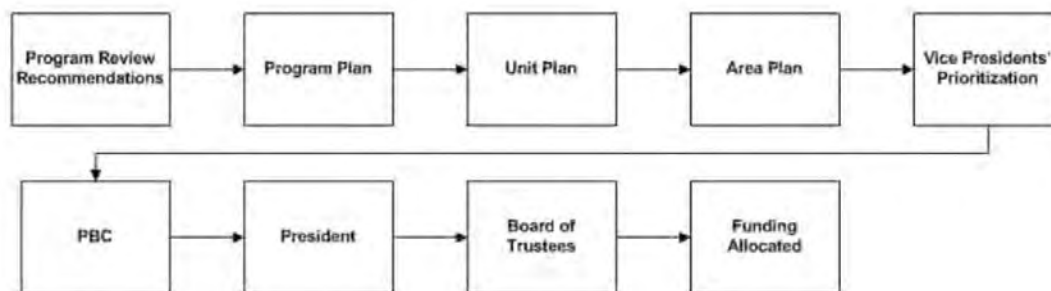 Program Review
Recommendations
Program Plan
Unit Plan
Area Plan
Vice Presidents'
Prioritization
PBC
President
Board of
Trustees
Funding
Allocated